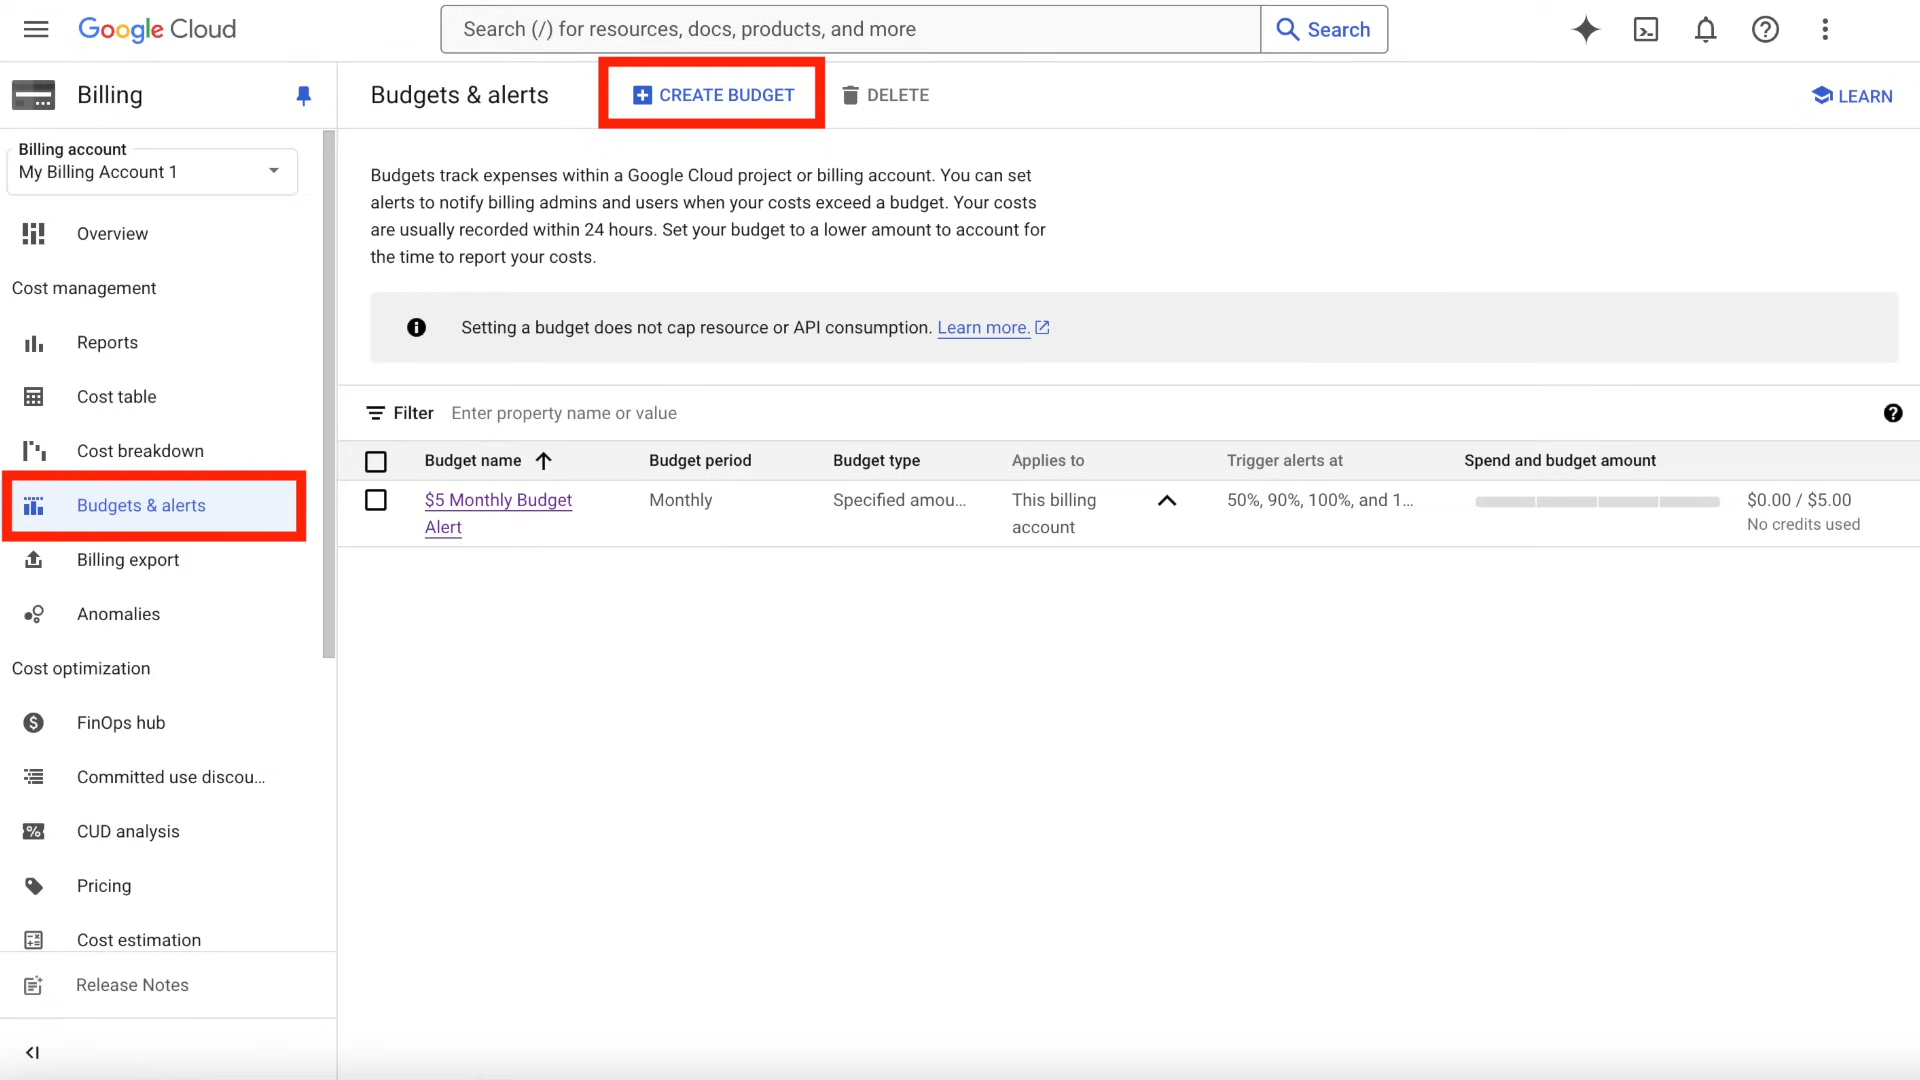 Google Cloud
Search (/) for resources, docs, products, and more
Search
Billing
Budgets & alerts
CREATE BUDGET
DELETE
LEARN
Billing account
My Billing Account 1
Overview
Cost management
Reports
Cost table
Cost breakdown
Budgets & alerts
Billing export
Anomalies
Cost optimization
FinOps hub
Committed use discou...
CUD analysis
Pricing
Cost estimation
Release Notes
Budgets track expenses within a Google Cloud project or billing account. You can set
alerts to notify billing admins and users when your costs exceed a budget. Your costs
are usually recorded within 24 hours. Set your budget to a lower amount to account for
the time to report your costs.
Setting a budget does not cap resource or API consumption. Learn more.
Filter Enter property name or value
Budget name Budget period Budget type Applies to Trigger alerts at Spend and budget amount
$5 Monthly Budget Monthly Specified amou... This billing 50%, 90%, 100%, and 1... $0.00 / $5.00
Alert account No credits used